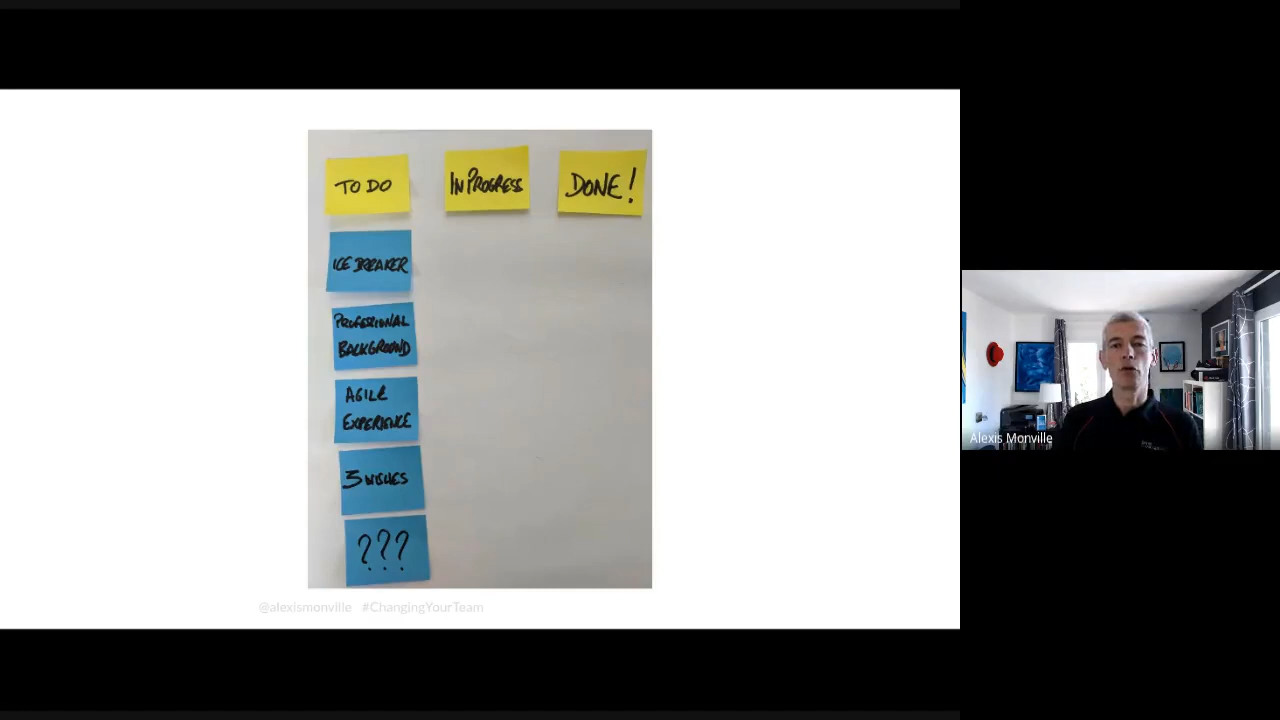 TO DO
IN PROGRESS
DONE!
ICE BREAKER
PROFESSIONAL
BACKGROUND
AGILE
EXPERIENCE
3 WISHES
???
@alexismonville #ChangingYourTeam
Alexis Monville